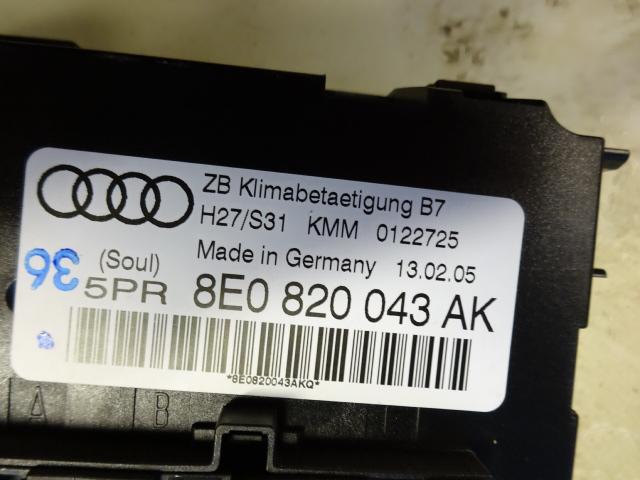 ZB Klimabetaetigung B7
H27/S31 KMM 0122725
Made in Germany 13.02.05
36 (Soul)
5PR 8E0 820 043 AK
*8E0820043AKQ*
A B